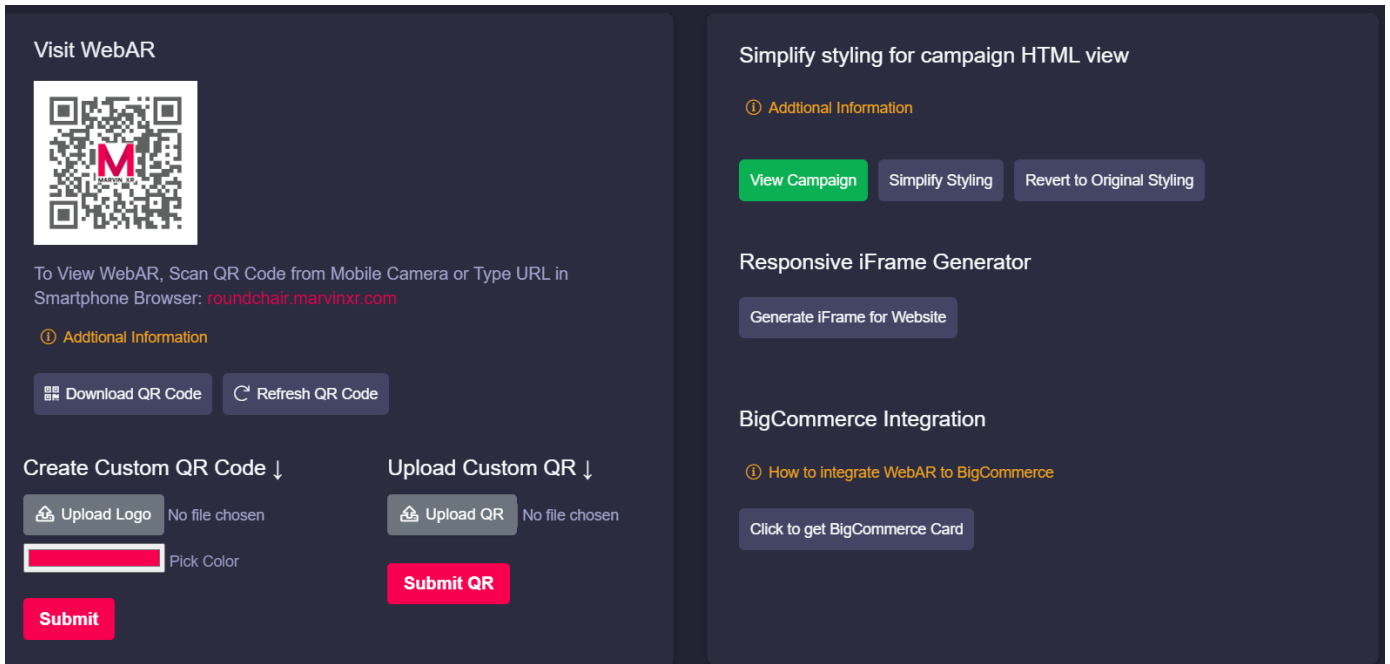 Visit WebAR
M
MARVIN XR
To View WebAR, Scan QR Code from Mobile Camera or Type URL in
Smartphone Browser: roundchair.marvinxr.com
Addtional Information
Download QR Code
Refresh QR Code
Create Custom QR Code ↓
Upload Logo No file chosen
Pick Color
Submit
Upload Custom QR ↓
Upload QR No file chosen
Submit QR
Simplify styling for campaign HTML view
Addtional Information
View Campaign
Simplify Styling
Revert to Original Styling
Responsive iFrame Generator
Generate iFrame for Website
BigCommerce Integration
How to integrate WebAR to BigCommerce
Click to get BigCommerce Card